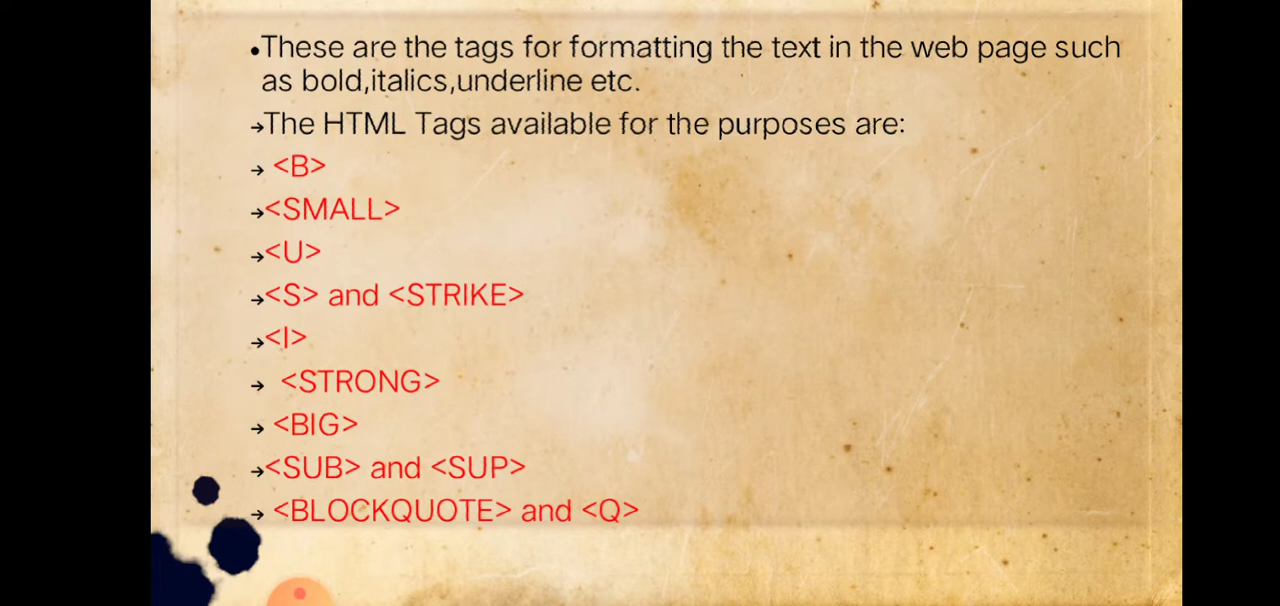 •These are the tags for formatting the text in the web page such
as bold,italics,underline etc.
→The HTML Tags available for the purposes are:
→ <B>
→<SMALL>
→<U>
→<S> and <STRIKE>
→<I>
→ <STRONG>
→ <BIG>
→<SUB> and <SUP>
→ <BLOCKQUOTE> and <Q>